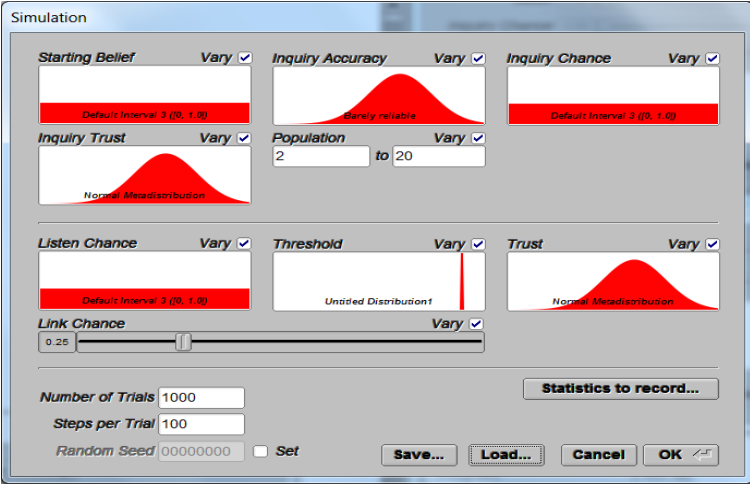 Simulation
Starting Belief Vary Inquiry Accuracy Vary Inquiry Chance Vary
Default Interval 3 ([0, 1.0]) Barely reliable Default Interval 3 ([0, 1.0])
Inquiry Trust Vary Population Vary
2 to 20
Normal Metadistribution
Listen Chance Vary Threshold Vary Trust Vary
Default Interval 3 ([0, 1.0]) Untitled Distribution1 Normal Metadistribution
Link Chance Vary
0.25
Statistics to record...
Number of Trials 1000
Steps per Trial 100
Random Seed 00000000 Set
Save... Load... Cancel OK